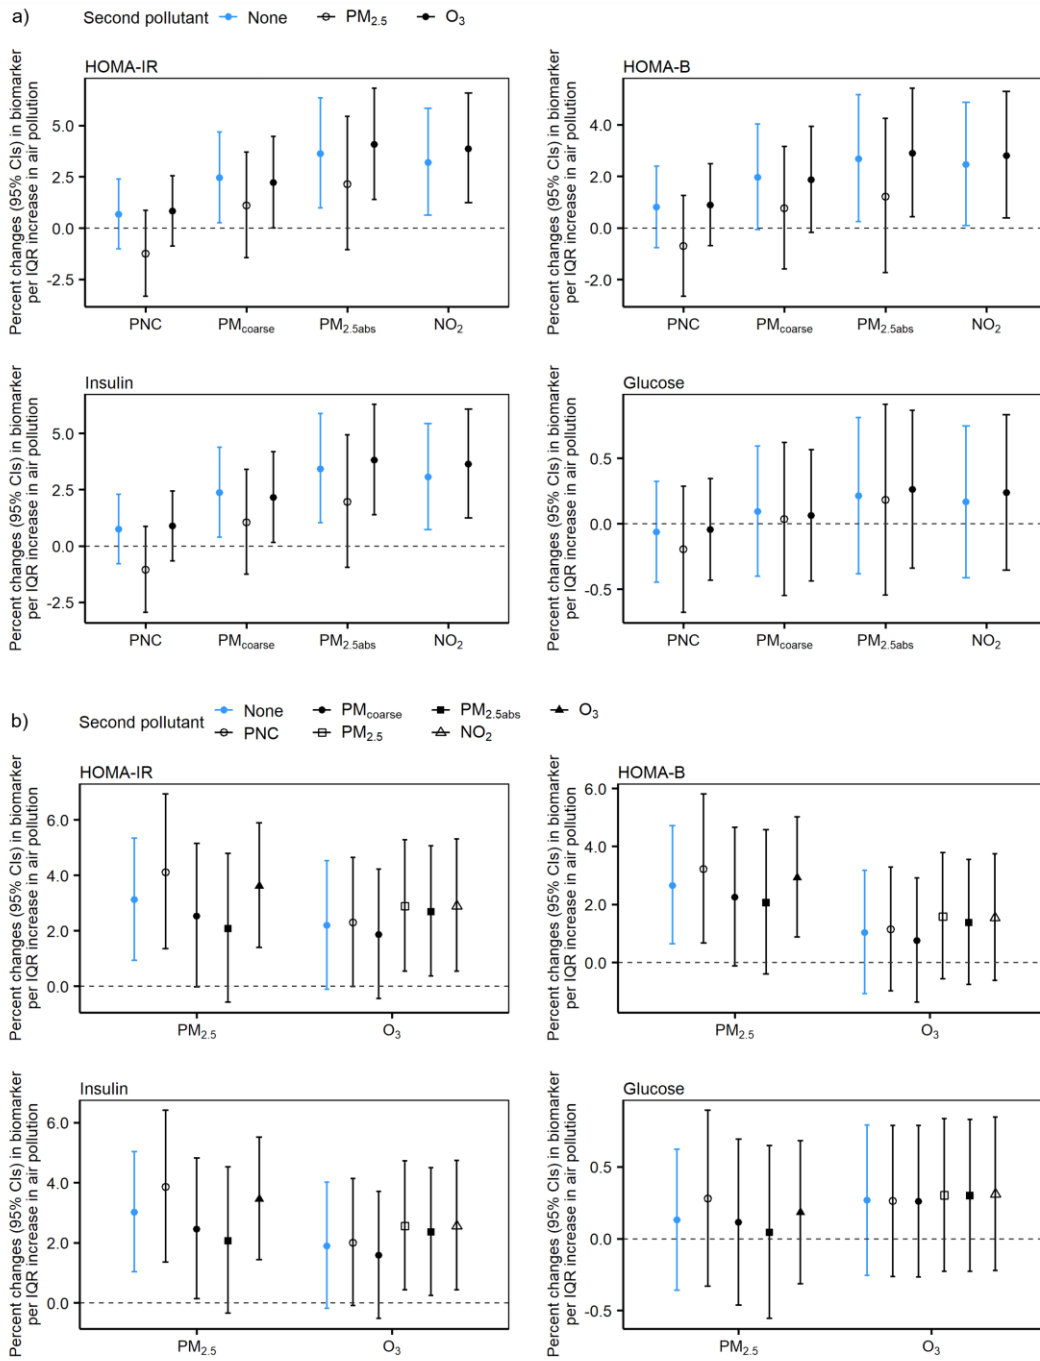 a)
Second pollutant None PM2.5 O3
HOMA-IR
Percent changes (95% CIs) in biomarker
per IQR increase in air pollution
5.0
2.5
0.0
-2.5
PNC PMcoarse PM2.5abs NO2
HOMA-B
Percent changes (95% CIs) in biomarker
per IQR increase in air pollution
4.0
2.0
0.0
-2.0
PNC PMcoarse PM2.5abs NO2
Insulin
Percent changes (95% CIs) in biomarker
per IQR increase in air pollution
5.0
2.5
0.0
-2.5
PNC PMcoarse PM2.5abs NO2
Glucose
Percent changes (95% CIs) in biomarker
per IQR increase in air pollution
0.5
0.0
-0.5
PNC PMcoarse PM2.5abs NO2
b)
Second pollutant None PMcoarse PM2.5abs O3
PNC PM2.5 NO2
HOMA-IR
Percent changes (95% CIs) in biomarker
per IQR increase in air pollution
6.0
4.0
2.0
0.0
PM2.5 O3
HOMA-B
Percent changes (95% CIs) in biomarker
per IQR increase in air pollution
6.0
4.0
2.0
0.0
PM2.5 O3
Insulin
Percent changes (95% CIs) in biomarker
per IQR increase in air pollution
6.0
4.0
2.0
0.0
PM2.5 O3
Glucose
Percent changes (95% CIs) in biomarker
per IQR increase in air pollution
0.5
0.0
-0.5
PM2.5 O3